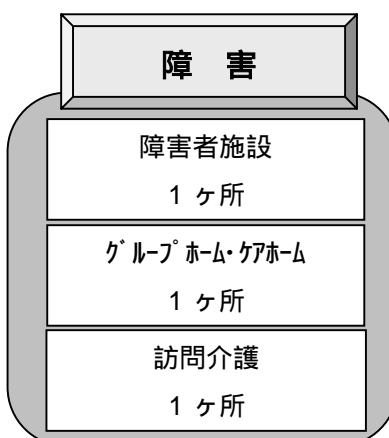 障 害
障害者施設
1 ヶ所
グループホーム・ケアホーム
1 ヶ所
訪問介護
1 ヶ所